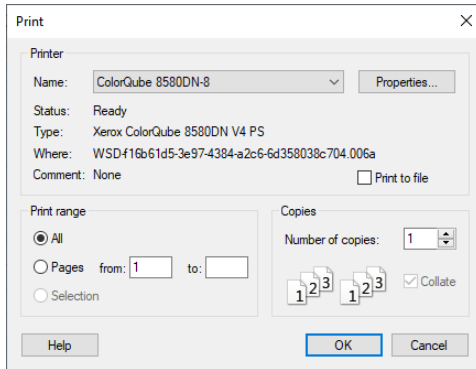 Print
Printer
Name: ColorQube 8580DN-8 Properties...
Status: Ready
Type: Xerox ColorQube 8580DN V4 PS
Where: WSD-f16b61d5-3e97-4384-a2c6-6d358038c704.006a
Comment: None Print to file
Print range
All
Pages from: 1 to:
Selection
Copies
Number of copies: 1
1 2 3 1 2 3 Collate
Help OK Cancel